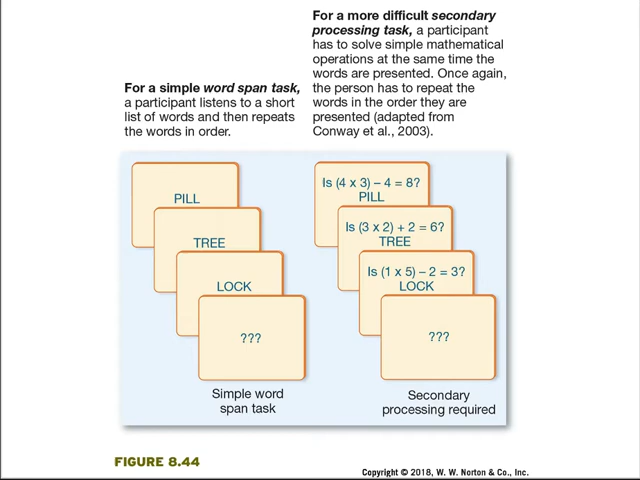 For a simple word span task,
a participant listens to a short
list of words and then repeats
the words in order.
For a more difficult secondary
processing task, a participant
has to solve simple mathematical
operations at the same time the
words are presented. Once again,
the person has to repeat the
words in the order they are
presented (adapted from
Conway et al., 2003).
PILL
TREE
LOCK
???
Simple word
span task
Is (4 x 3) – 4 = 8?
PILL
Is (3 x 2) + 2 = 6?
TREE
Is (1 x 5) – 2 = 3?
LOCK
???
Secondary
processing required
FIGURE 8.44
Copyright © 2018, W. W. Norton & Co., Inc.